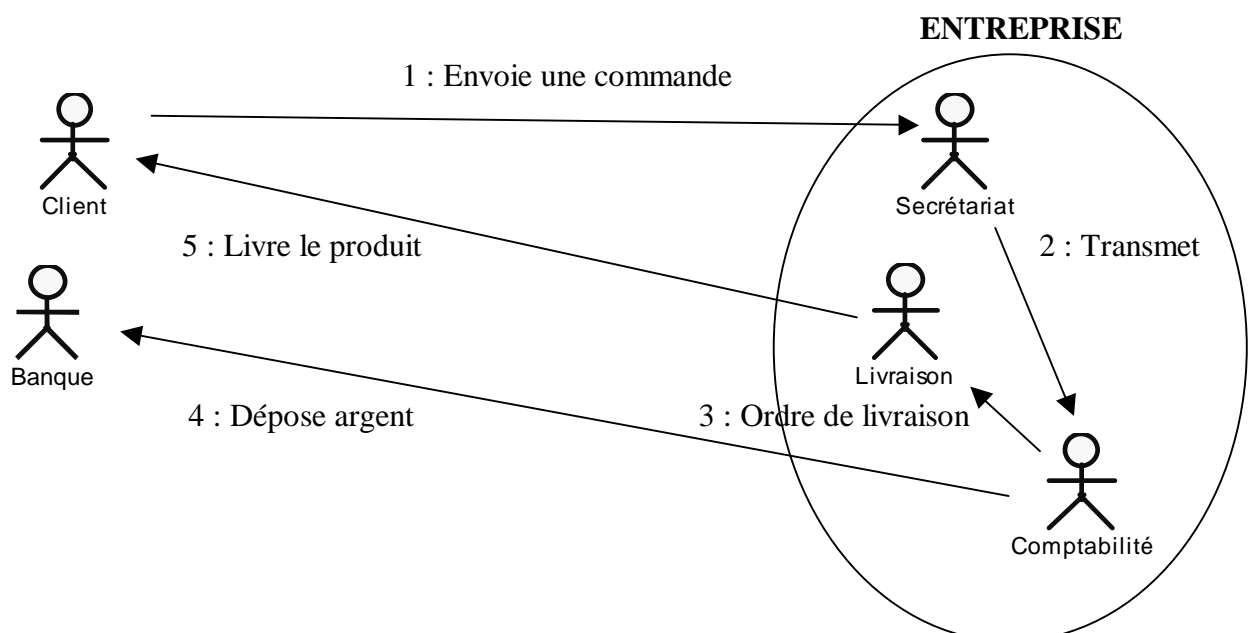 ENTREPRISE
1 : Envoie une commande
Client
Secrétariat
5 : Livre le produit
2 : Transmet
Banque
Livraison
4 : Dépose argent
3 : Ordre de livraison
Comptabilité